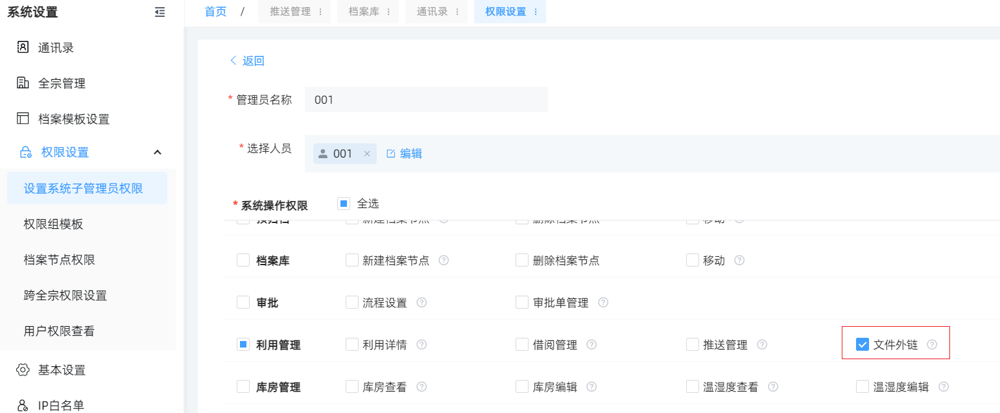 系统设置
首页 / 推送管理 档案库 通讯录 权限设置
通讯录
全宗管理
档案模板设置
权限设置
设置系统子管理员权限
权限组模板
档案节点权限
跨全宗权限设置
用户权限查看
基本设置
IP白名单
返回
* 管理员名称 001
* 选择人员 001 × 编辑
* 系统操作权限 全选
预归档 新建档案节点 删除档案节点 移动
档案库 新建档案节点 ? 删除档案节点 移动 ?
审批 流程设置 ? 审批单管理 ?
利用管理 利用详情 ? 借阅管理 ? 推送管理 ? 文件外链 ?
库房管理 库房查看 ? 库房编辑 ? 温湿度查看 ? 温湿度编辑 ?